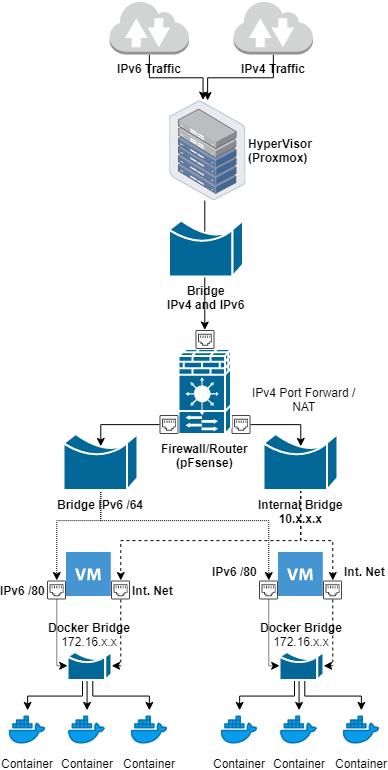 IPv6 Traffic
IPv4 Traffic
HyperVisor
(Proxmox)
Bridge
IPv4 and IPv6
IPv4 Port Forward /
NAT
Firewall/Router
(pFsense)
Bridge IPv6 /64
Internal Bridge
10.x.x.x
VM
IPv6 /80
Int. Net
VM
IPv6 /80
Int. Net
Docker Bridge
172.16.x.x
Docker Bridge
172.16.x.x
Container
Container
Container
Container
Container
Container